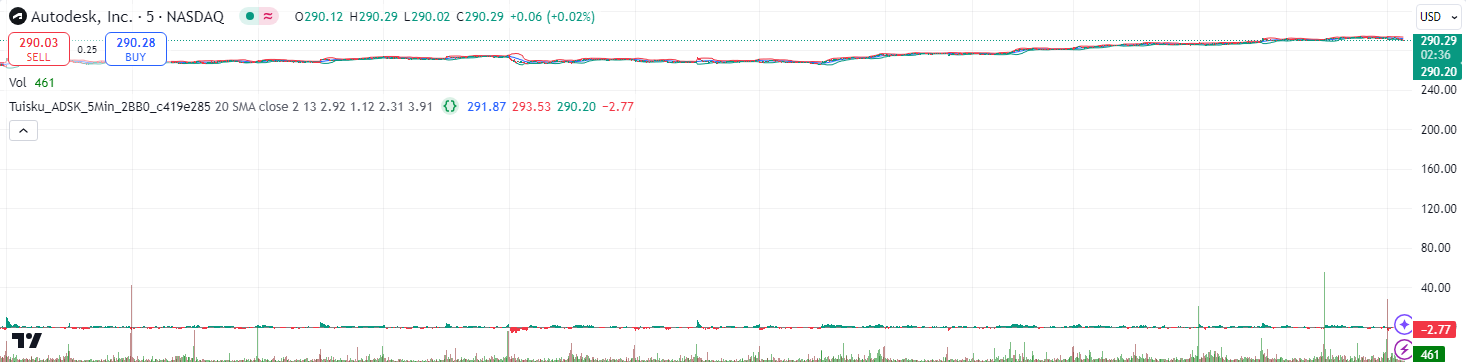 Autodesk, Inc. · 5 · NASDAQ O290.12 H290.29 L290.02 C290.29 +0.06 (+0.02%) USD
290.03 SELL 0.25 290.28 BUY
290.29
02:36
290.20
Vol 461
240.00
Tuisku_ADSK_5Min_2BB0_c419e285 20 SMA close 2 13 2.92 1.12 2.31 3.91 {} 291.87 293.53 290.20 −2.77
200.00
160.00
120.00
80.00
40.00
−2.77
461